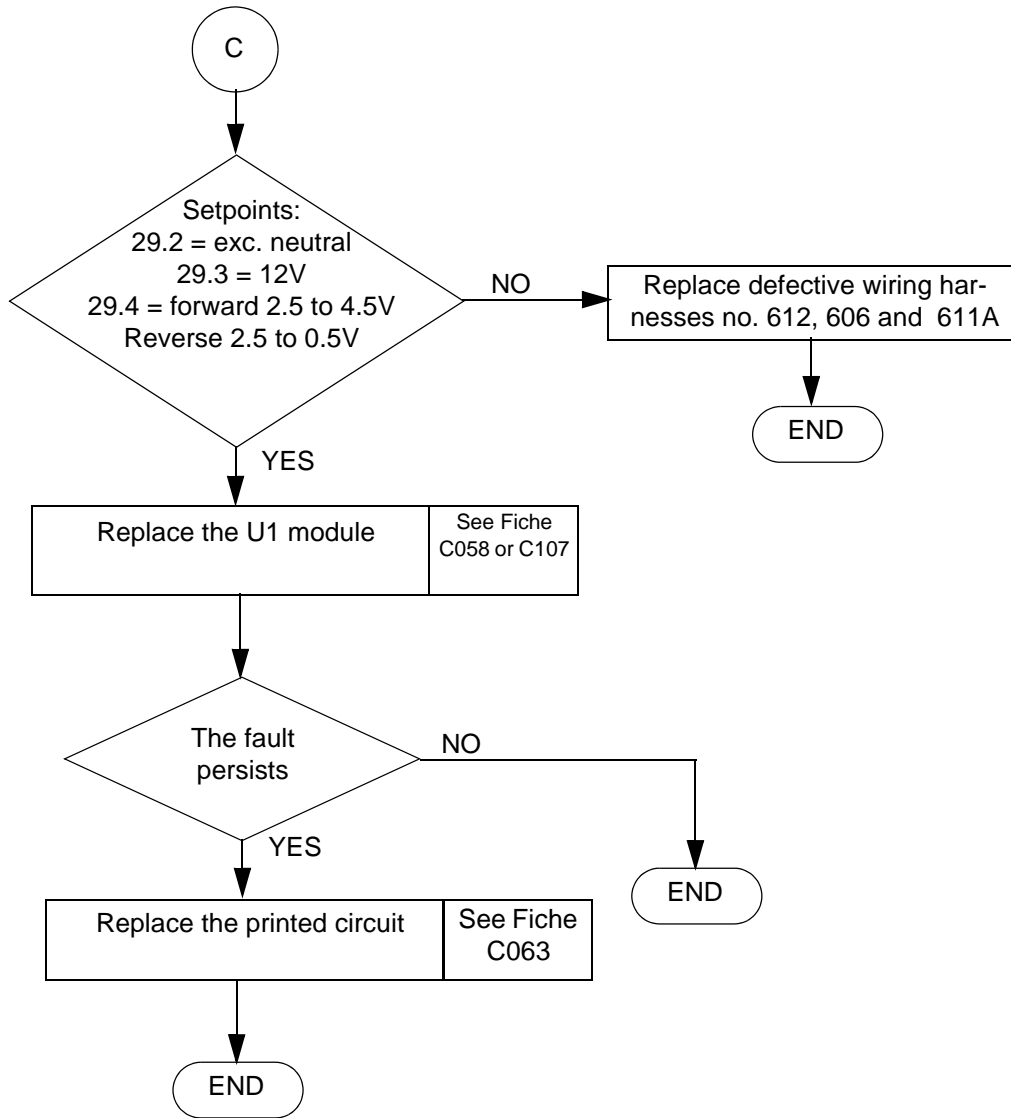 C
Setpoints:
29.2 = exc. neutral
29.3 = 12V
29.4 = forward 2.5 to 4.5V
Reverse 2.5 to 0.5V
NO
Replace defective wiring har-
nesses no. 612, 606 and 611A
END
YES
Replace the U1 module
See Fiche
C058 or C107
The fault
persists
NO
END
YES
Replace the printed circuit
See Fiche
C063
END